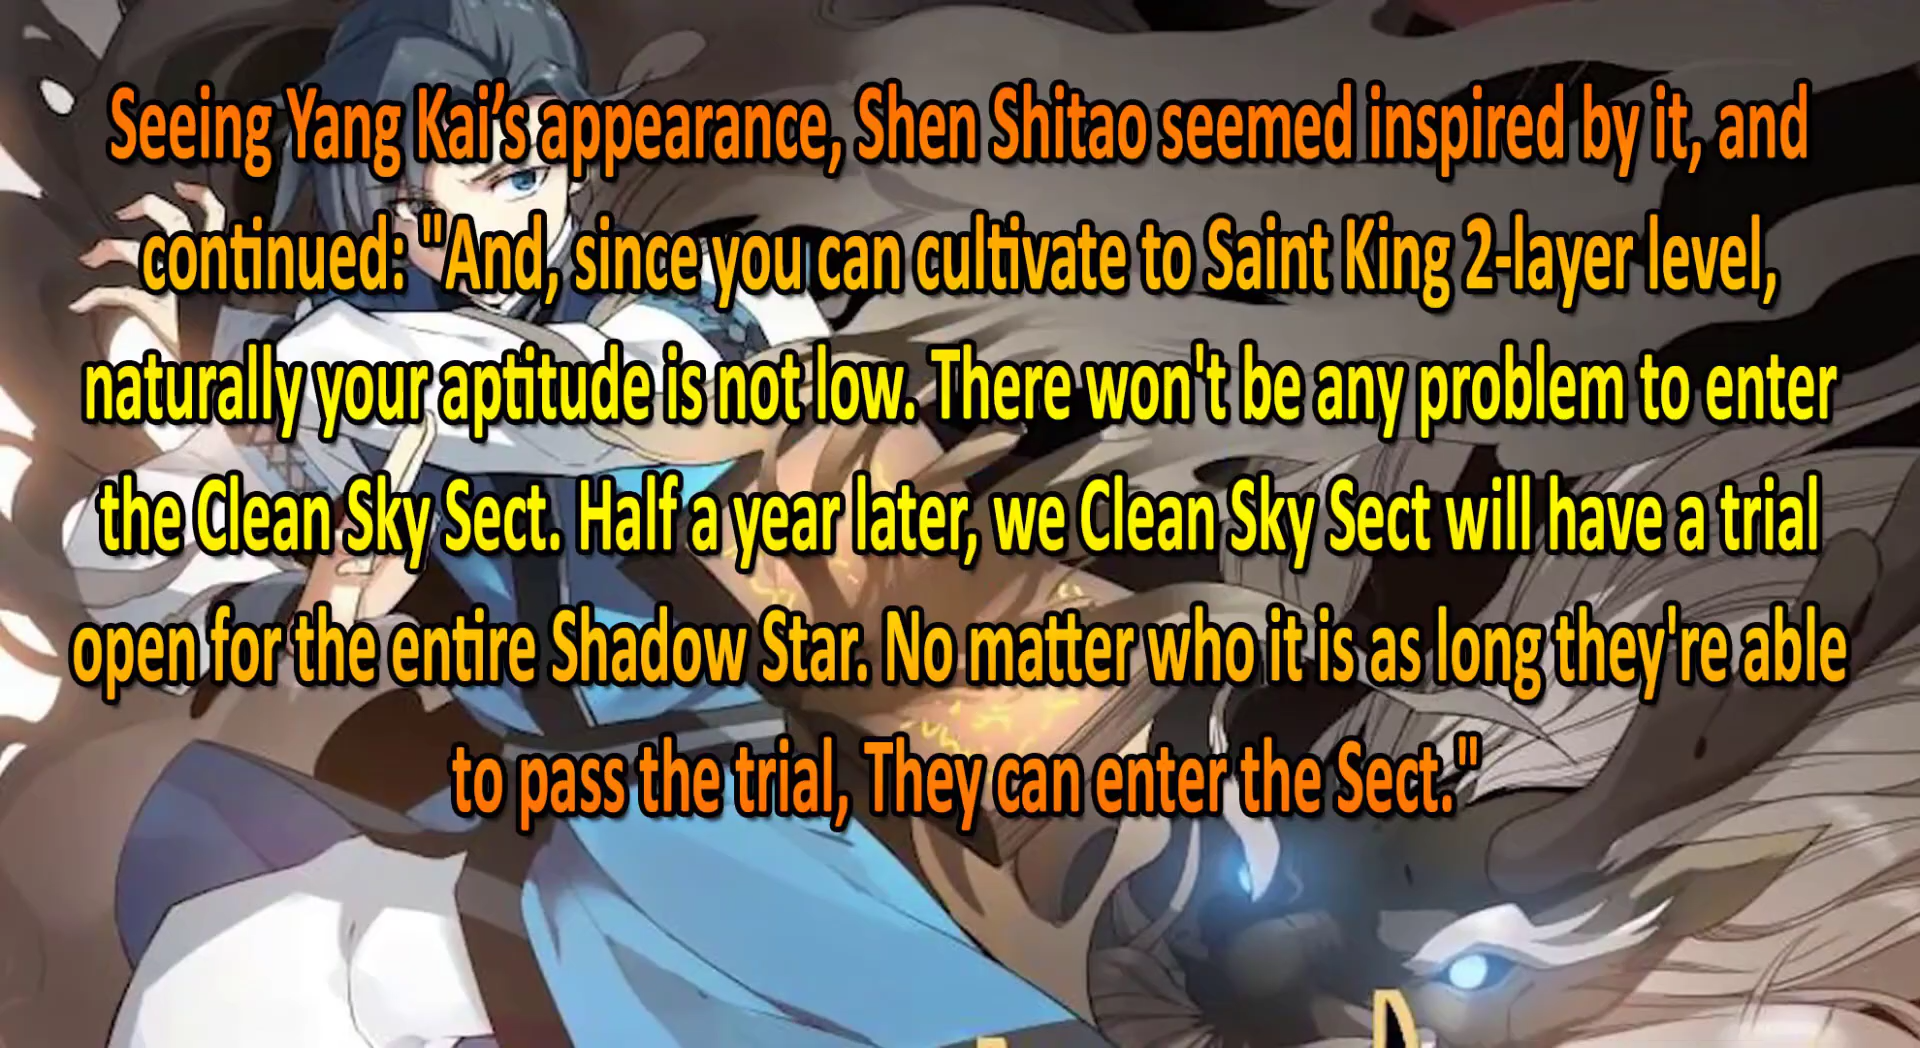 Seeing Yang Kai’s appearance, Shen Shitao seemed inspired by it, and
continued: "And, since you can cultivate to Saint King 2-layer level,
naturally your aptitude is not low. There won't be any problem to enter
the Clean Sky Sect. Half a year later, we Clean Sky Sect will have a trial
open for the entire Shadow Star. No matter who it is as long they're able
to pass the trial, They can enter the Sect."